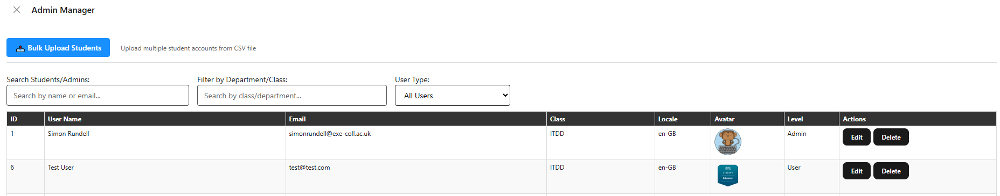 Admin Manager
Bulk Upload Students
Upload multiple student accounts from CSV file
Search Students/Admins:
Filter by Department/Class:
User Type:
Search by name or email...
Search by class/department...
All Users
ID User Name Email Class Locale Avatar Level Actions
1 Simon Rundell simonrundell@exe-coll.ac.uk ITDD en-GB Admin Edit Delete
6 Test User test@test.com ITDD en-GB User Edit Delete
aws
ACADEMY
Educator